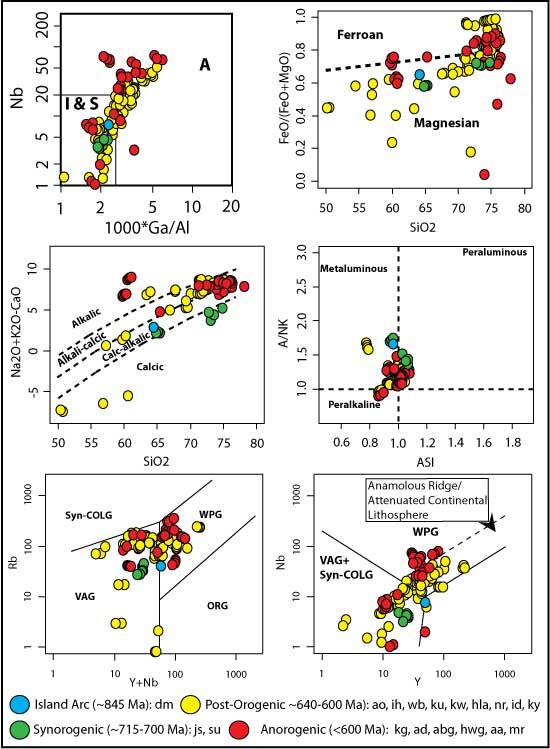 200
50
20
5
2
1
Nb
A
I & S
1 2 5 10 20
1000*Ga/Al
1.0
0.8
0.6
0.4
0.2
0.0
FeO/(FeO+MgO)
Ferroan
Magnesian
50 55 60 65 70 75 80
SiO2
10
5
0
-5
Na2O+K2O-CaO
Alkalic
Alkali-calcic
Calc-alkalic
Calcic
50 55 60 65 70 75 80
SiO2
3.0
2.5
2.0
1.5
1.0
A/NK
Peraluminous
Metaluminous
Peralkaline
0.6 0.8 1.0 1.2 1.4 1.6 1.8
ASI
1000
100
10
1
Rb
Syn-COLG
WPG
VAG
ORG
1 10 100 1000
Y+Nb
1000
100
10
1
Nb
Anamolous Ridge/
Attenuated Continental
Lithosphere
WPG
VAG+
Syn-COLG
1 10 100 1000
Y
Island Arc (~845 Ma): dm
Post-Orogenic ~640-600 Ma): ao, ih, wb, ku, kw, hla, nr, id, ky
Synorogenic (~715-700 Ma): js, su
Anorogenic (<600 Ma): kg, ad, abg, hwg, aa, mr